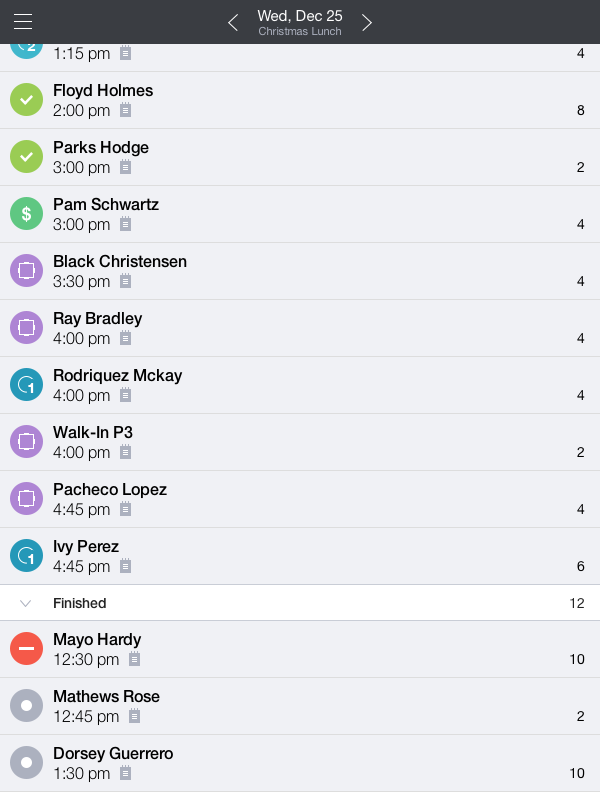 Wed, Dec 25
Christmas Lunch
2
1:15 pm
4
Floyd Holmes
2:00 pm
8
Parks Hodge
3:00 pm
2
$
Pam Schwartz
3:00 pm
4
Black Christensen
3:30 pm
4
Ray Bradley
4:00 pm
4
1
Rodriquez Mckay
4:00 pm
4
Walk-In P3
4:00 pm
2
Pacheco Lopez
4:45 pm
4
1
Ivy Perez
4:45 pm
6
Finished
12
Mayo Hardy
12:30 pm
10
Mathews Rose
12:45 pm
2
Dorsey Guerrero
1:30 pm
10